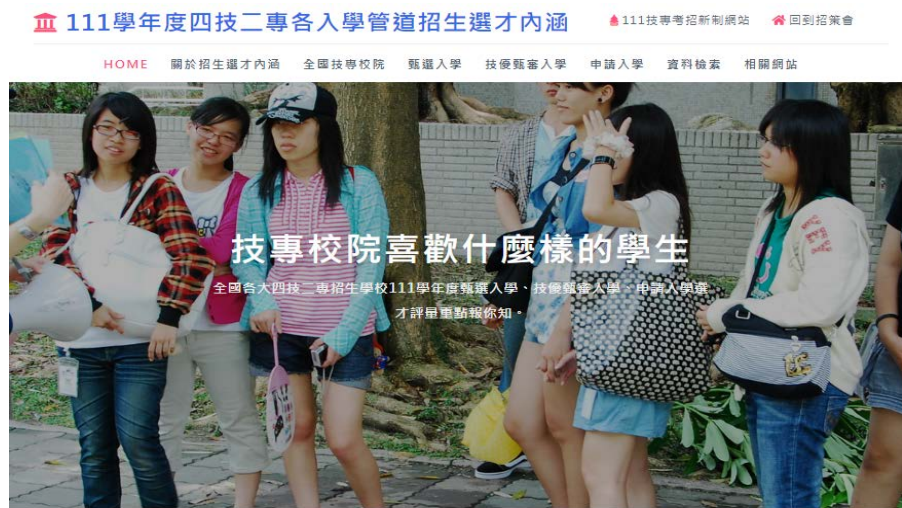 111學年度四技二專各入學管道招生選才內涵
111技專考招新制網站 回到招策會
HOME 關於招生選才內涵 全國技專校院 甄選入學 技優甄審入學 申請入學 資料檢索 相關網站
技專校院喜歡什麼樣的學生
全國各大四技二專招生學校111學年度甄選入學、技優甄審入學、申請入學選
才評量重點報你知。